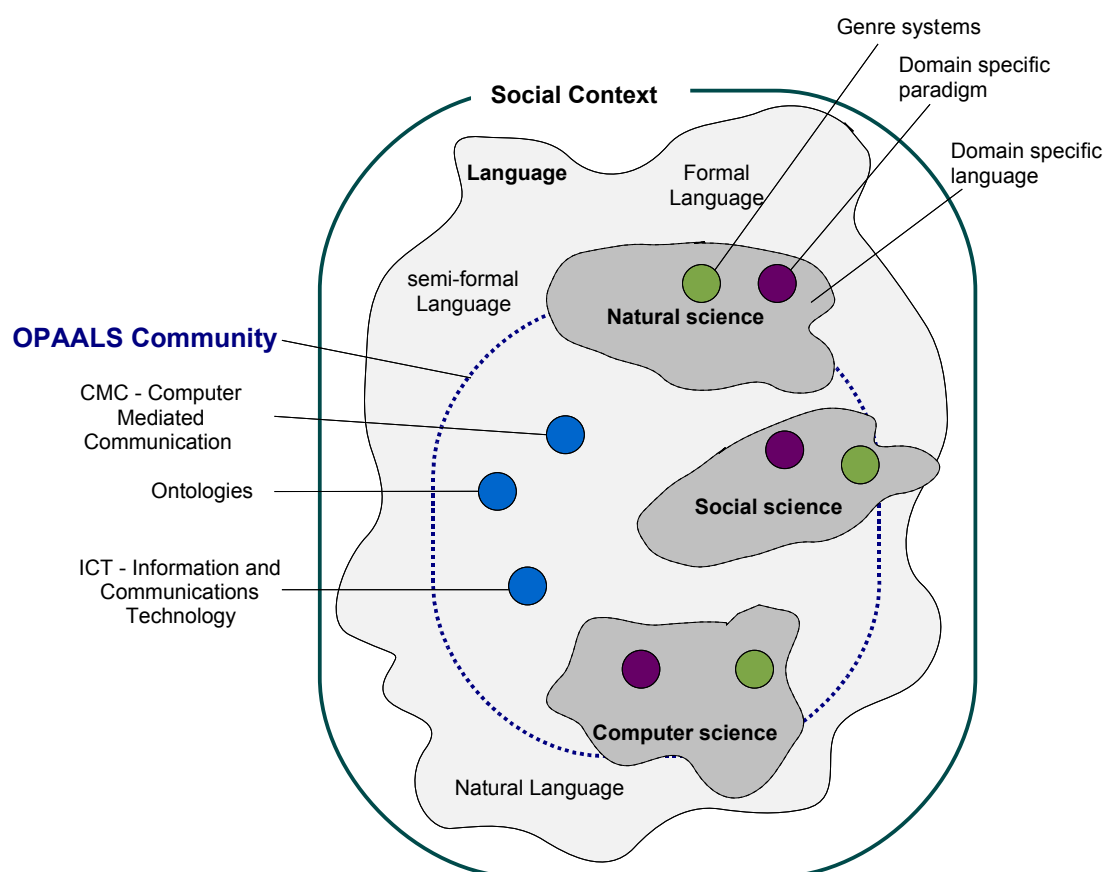 Genre systems
Domain specific
paradigm
Social Context
Domain specific
language
Language
Formal
Language
semi-formal
Language
Natural science
OPAALS Community
CMC - Computer
Mediated
Communication
Ontologies
Social science
ICT - Information and
Communications
Technology
Computer science
Natural Language